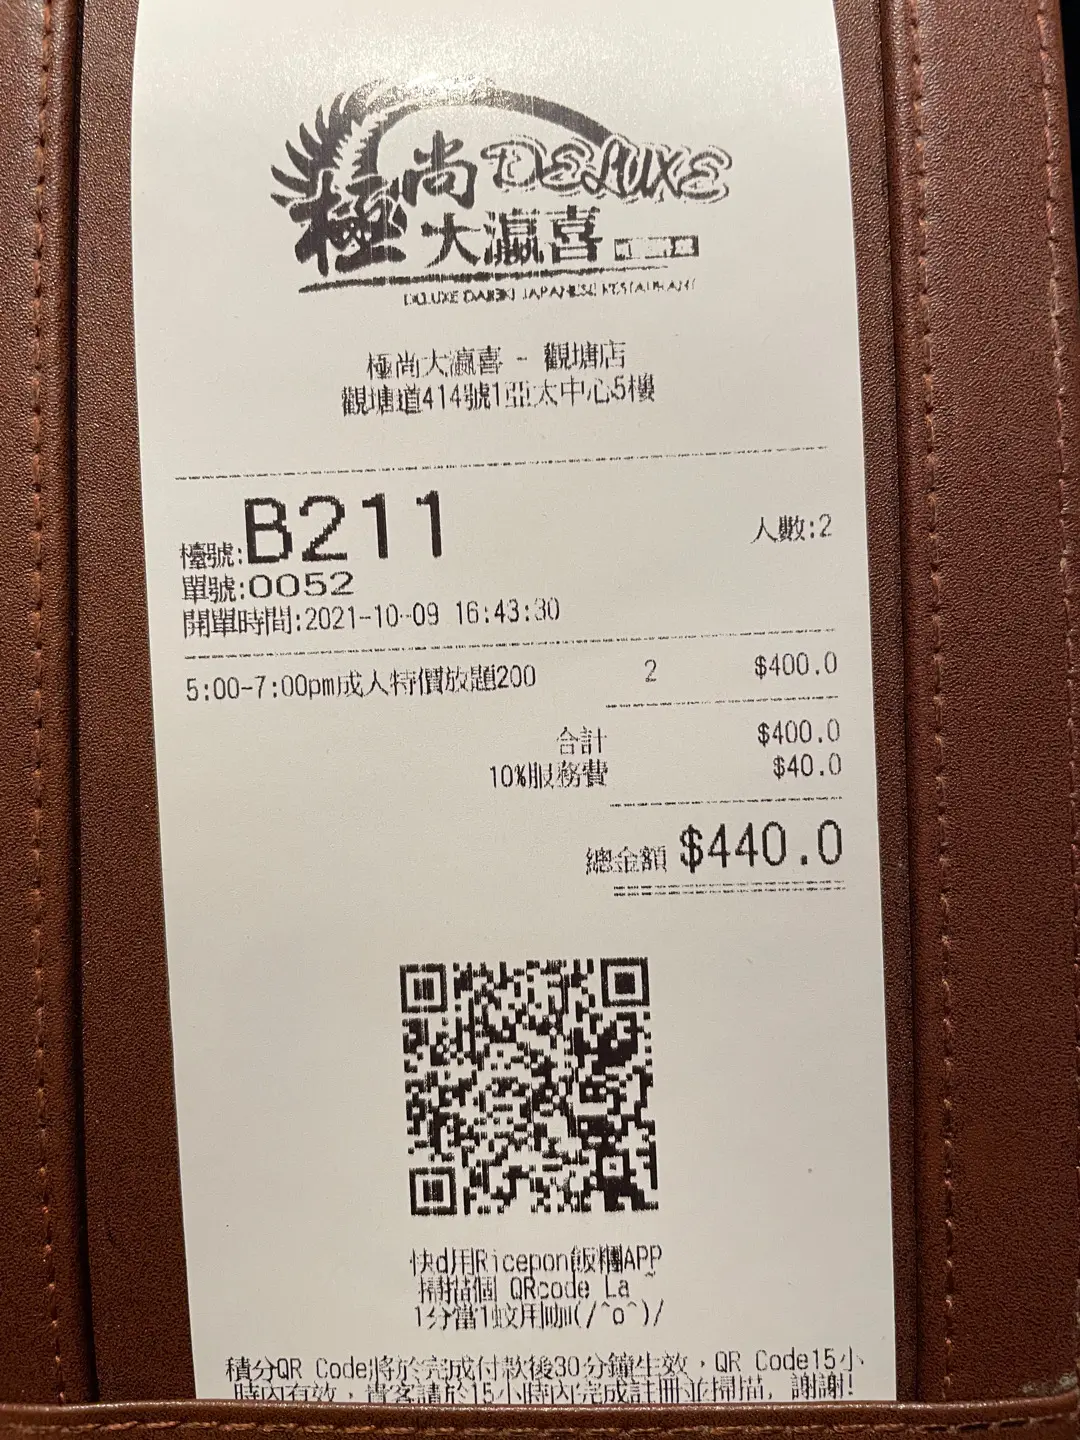 極尚 DELUXE
大瀛喜
DELUXE DAIEKI JAPANESE RESTAURANT
極尚大瀛喜 - 觀塘店
觀塘道414號1亞太中心5樓
檯號:B211 人數:2
單號:0052
開單時間:2021-10-09 16:43:30
5:00-7:00pm成人特價放題200 2 $400.0
合計 $400.0
10%服務費 $40.0
總金額 $440.0
快d用Ricepon飯糰APP
掃描個 QRcode La ~
1分當1蚊用咖(/^o^)/
積分QR Code將於完成付款後30分鐘生效，QR Code15小
時內有效，貴客請於15小時內完成註冊並掃描, 謝謝!